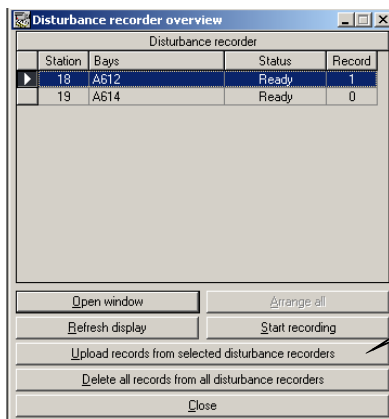 Disturbance recorder overview
Disturbance recorder
Station Bays Status Record
18 A612 Ready 1
19 A614 Ready 0
Open window Arrange all
Refresh display Start recording
Upload records from selected disturbance recorders
Delete all records from all disturbance recorders
Close